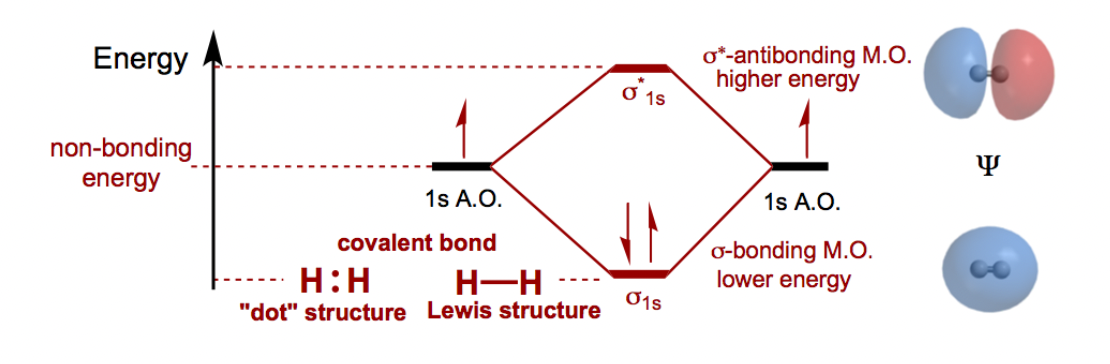 Energy
σ*-antibonding M.O.
higher energy
σ*1s
non-bonding
energy
1s A.O.
1s A.O.
Ψ
covalent bond
H:H
H—H
"dot" structure
Lewis structure
σ-bonding M.O.
lower energy
σ1s